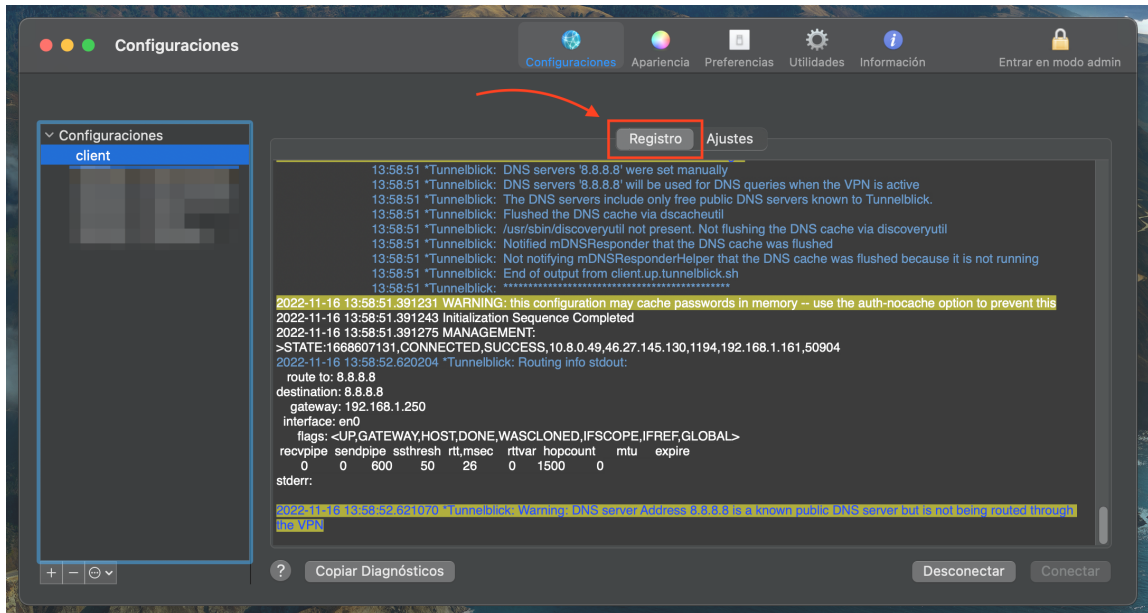 Configuraciones
Configuraciones
Apariencia
Preferencias
Utilidades
Información
Entrar en modo admin
Configuraciones
client
Registro
Ajustes
13:58:51 *Tunnelblick: DNS servers '8.8.8.8' were set manually
13:58:51 *Tunnelblick: DNS servers '8.8.8.8' will be used for DNS queries when the VPN is active
13:58:51 *Tunnelblick: The DNS servers include only free public DNS servers known to Tunnelblick.
13:58:51 *Tunnelblick: Flushed the DNS cache via dscacheutil
13:58:51 *Tunnelblick: /usr/sbin/discoveryutil not present. Not flushing the DNS cache via discoveryutil
13:58:51 *Tunnelblick: Notified mDNSResponder that the DNS cache was flushed
13:58:51 *Tunnelblick: Not notifying mDNSResponderHelper that the DNS cache was flushed because it is not running
13:58:51 *Tunnelblick: End of output from client.up.tunnelblick.sh
13:58:51 *Tunnelblick: **********************************************
2022-11-16 13:58:51.391231 WARNING: this configuration may cache passwords in memory -- use the auth-nocache option to prevent this
2022-11-16 13:58:51.391243 Initialization Sequence Completed
2022-11-16 13:58:51.391275 MANAGEMENT:
>STATE:1668607131,CONNECTED,SUCCESS,10.8.0.49,46.27.145.130,1194,192.168.1.161,50904
2022-11-16 13:58:52.620204 *Tunnelblick: Routing info stdout:
route to: 8.8.8.8
destination: 8.8.8.8
gateway: 192.168.1.250
interface: en0
flags: <UP,GATEWAY,HOST,DONE,WASCLONED,IFSCOPE,IFREF,GLOBAL>
recvpipe sendpipe ssthresh rtt,msec rttvar hopcount mtu expire
0 0 600 50 26 0 1500 0
stderr:
2022-11-16 13:58:52.621070 *Tunnelblick: Warning: DNS server Address 8.8.8.8 is a known public DNS server but is not being routed through
the VPN
? Copiar Diagnósticos
Desconectar
Conectar